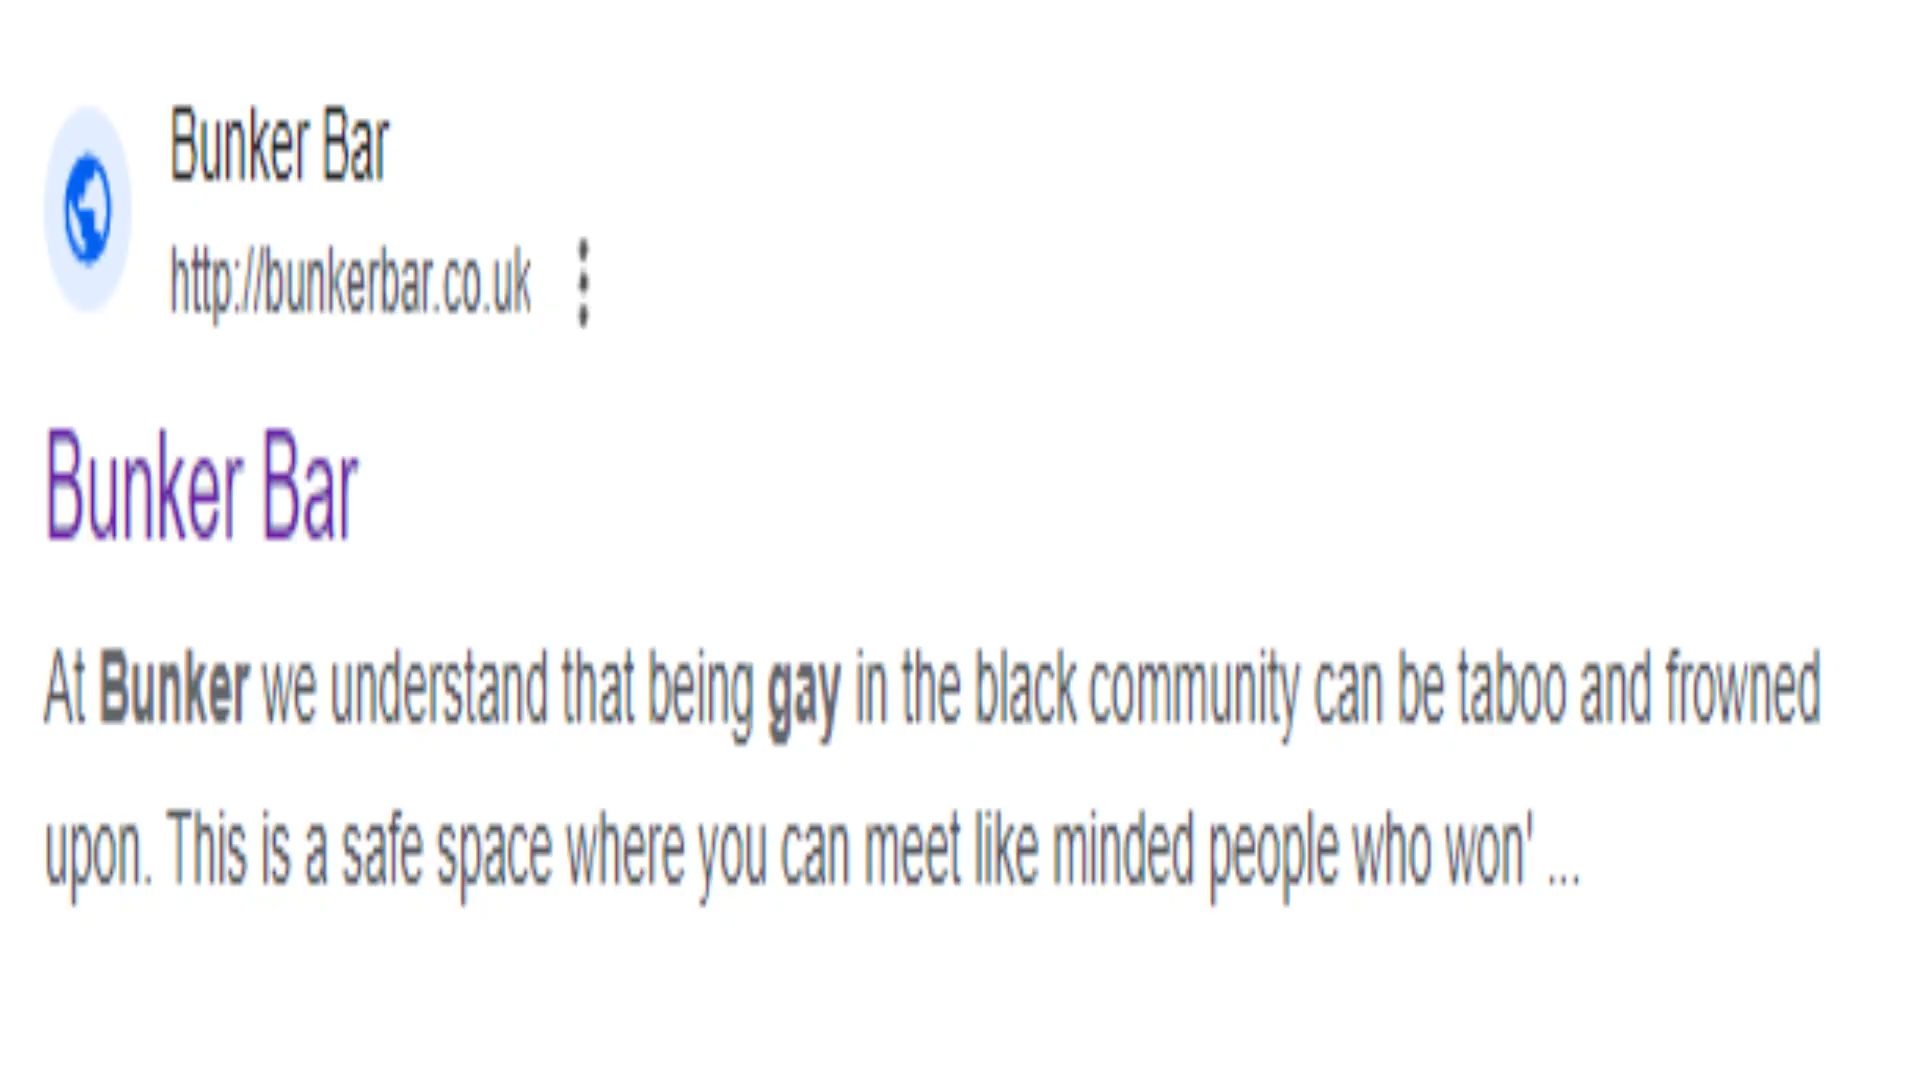 Bunker Bar
http://bunkerbar.co.uk
Bunker Bar
At Bunker we understand that being gay in the black community can be taboo and frowned
upon. This is a safe space where you can meet like minded people who won' ...